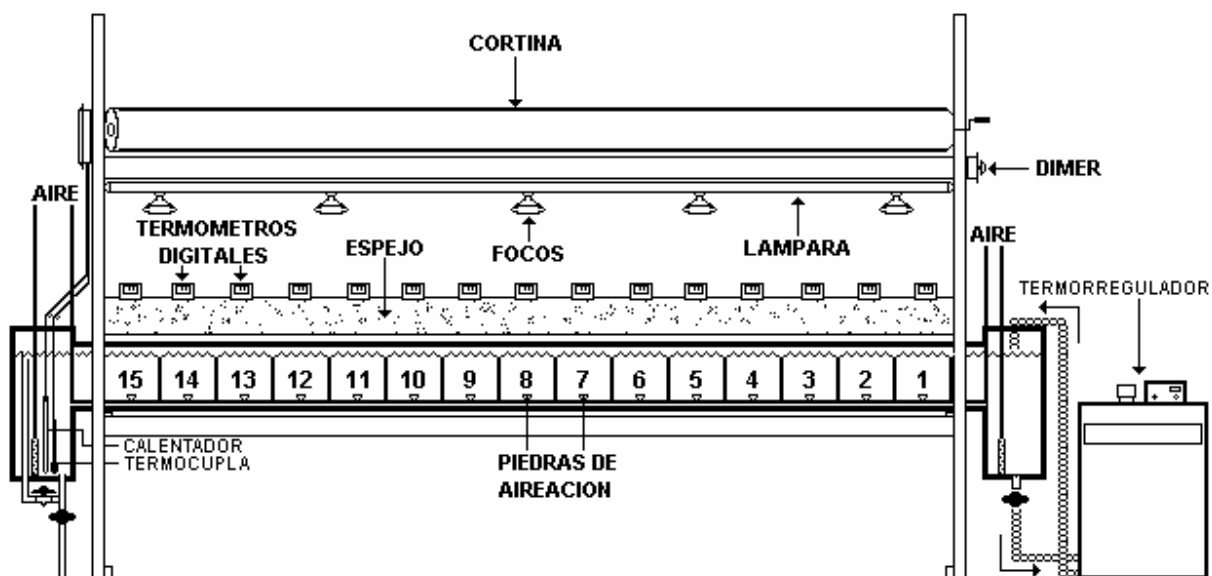 CORTINA
DIMER
AIRE
TERMOMETROS
DIGITALES
ESPEJO
FOCOS
LAMPARA
AIRE
TERMORREGULADOR
15 14 13 12 11 10 9 8 7 6 5 4 3 2 1
CALENTADOR
TERMOCUPLA
PIEDRAS DE
AIREACION